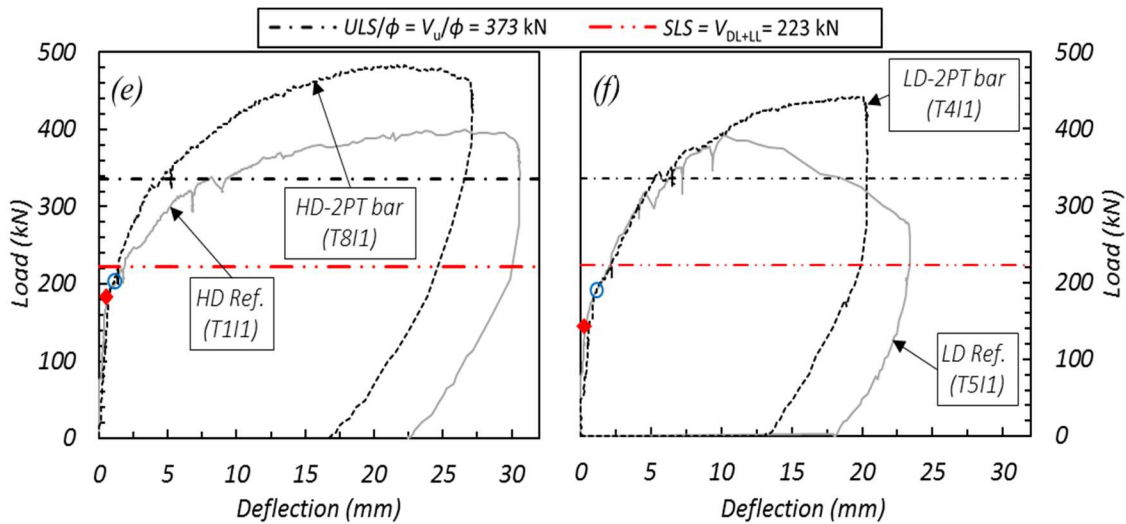 ULS/ϕ = Vu/ϕ = 373 kN SLS = VDL+LL= 223 kN
500
400
300
200
100
0
Load (kN)
(e)
HD-2PT bar
(T8I1)
HD Ref.
(T1I1)
0 5 10 15 20 25 30
Deflection (mm)
(f)
LD-2PT bar
(T4I1)
LD Ref.
(T5I1)
0 5 10 15 20 25 30
Deflection (mm)
500
400
300
200
100
0
Load (kN)